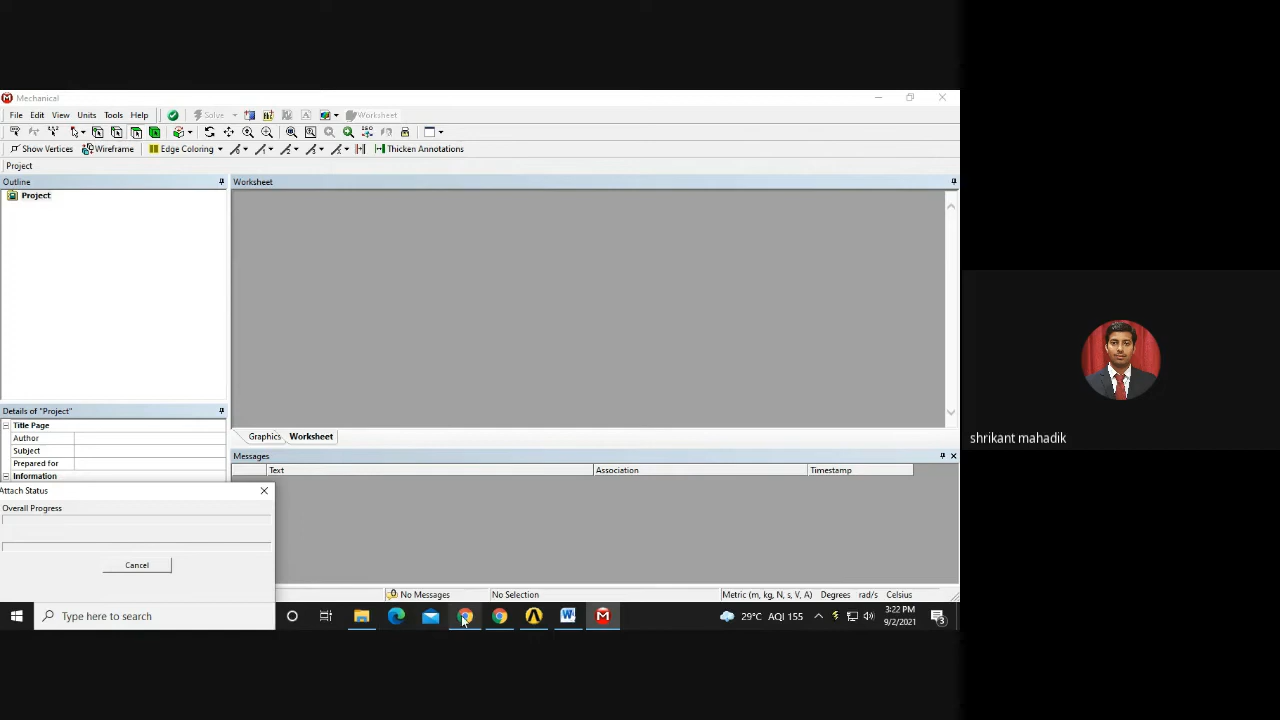 Mechanical
File Edit View Units Tools Help Solve Worksheet
Show Vertices Wireframe Edge Coloring Thicken Annotations
Project
Outline Worksheet
Project
Details of "Project"
Title Page
Author
Subject
Prepared for
Information
Graphics Worksheet
Messages
Text Association Timestamp
Attach Status
Overall Progress
Cancel
No Messages No Selection Metric (m, kg, N, s, V, A) Degrees rad/s Celsius
Type here to search
29°C AQI 155
3:22 PM
9/2/2021
3
shrikant mahadik